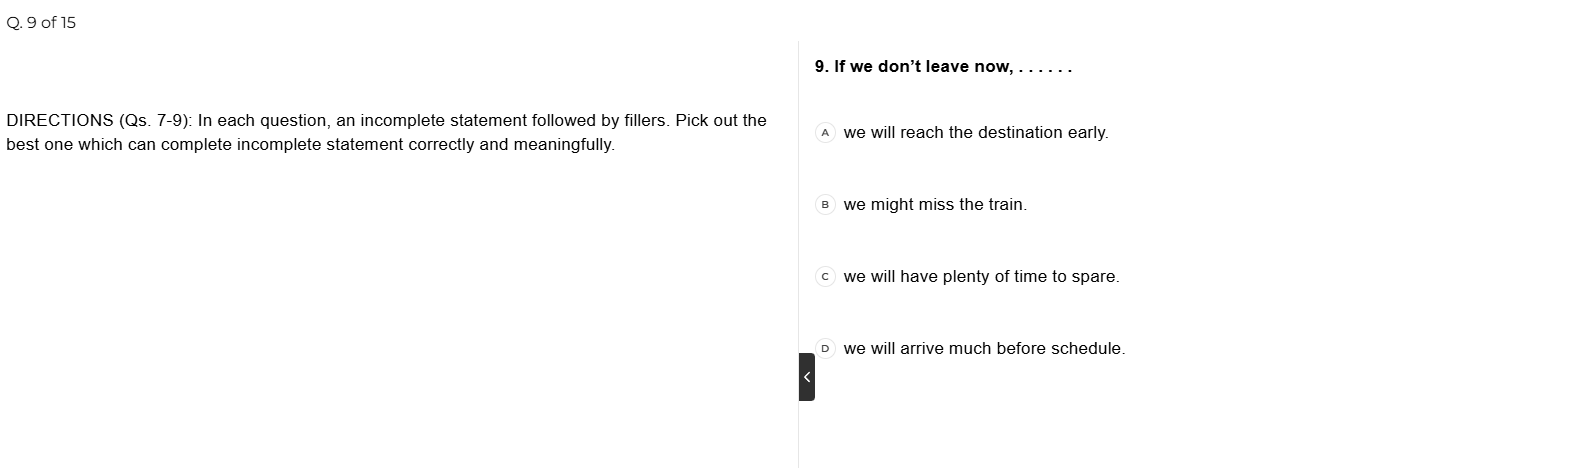 Q. 9 of 15
DIRECTIONS (Qs. 7-9): In each question, an incomplete statement followed by fillers. Pick out the
best one which can complete incomplete statement correctly and meaningfully.
9. If we don’t leave now, . . . . . .
A we will reach the destination early.
B we might miss the train.
C we will have plenty of time to spare.
D we will arrive much before schedule.